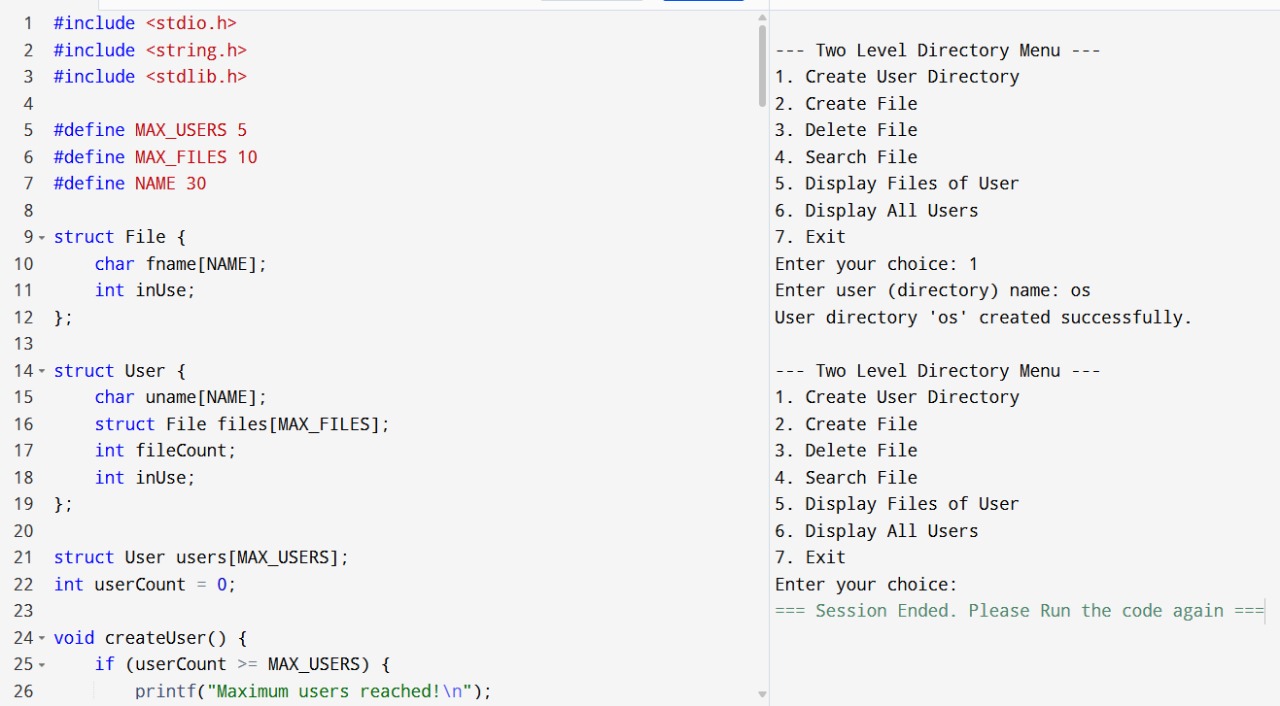 1 #include <stdio.h>
2 #include <string.h>
3 #include <stdlib.h>
4
5 #define MAX_USERS 5
6 #define MAX_FILES 10
7 #define NAME 30
8
9 struct File {
10     char fname[NAME];
11     int inUse;
12 };
13
14 struct User {
15     char uname[NAME];
16     struct File files[MAX_FILES];
17     int fileCount;
18     int inUse;
19 };
20
21 struct User users[MAX_USERS];
22 int userCount = 0;
23
24 void createUser() {
25     if (userCount >= MAX_USERS) {
26         printf("Maximum users reached!\n");
--- Two Level Directory Menu ---
1. Create User Directory
2. Create File
3. Delete File
4. Search File
5. Display Files of User
6. Display All Users
7. Exit
Enter your choice: 1
Enter user (directory) name: os
User directory 'os' created successfully.
--- Two Level Directory Menu ---
1. Create User Directory
2. Create File
3. Delete File
4. Search File
5. Display Files of User
6. Display All Users
7. Exit
Enter your choice:
=== Session Ended. Please Run the code again ===